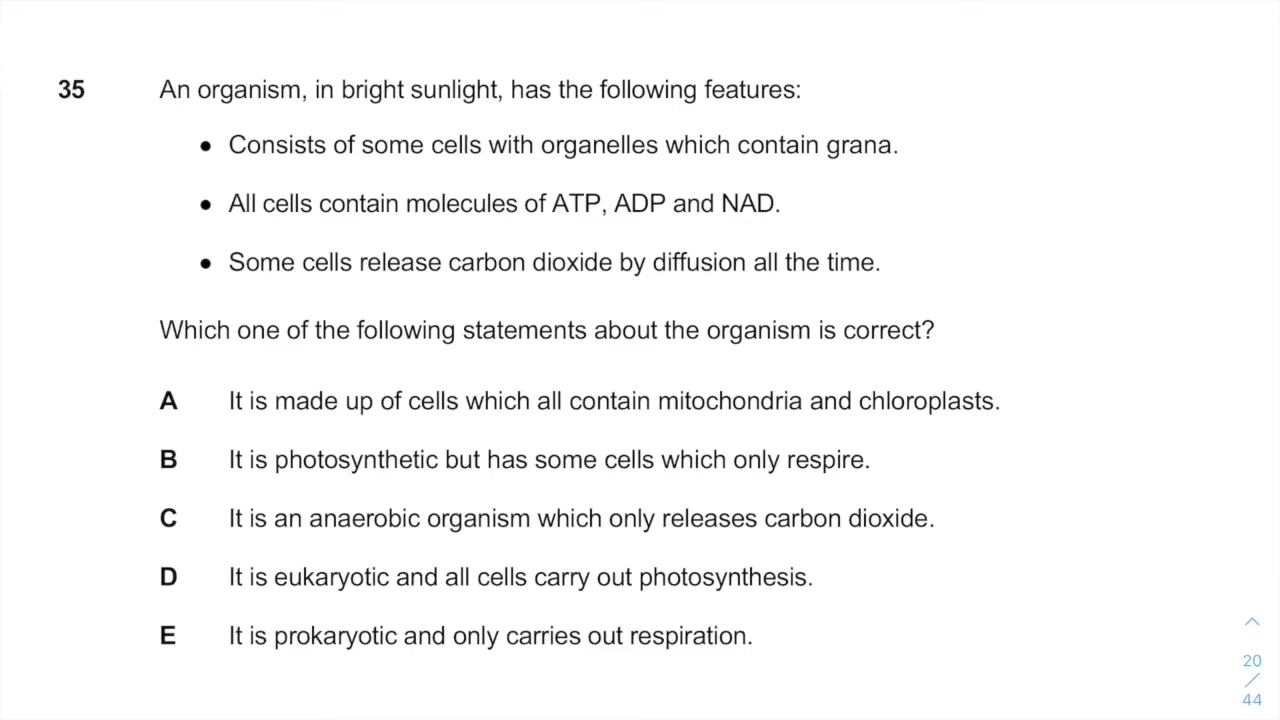 35 An organism, in bright sunlight, has the following features:
● Consists of some cells with organelles which contain grana.
● All cells contain molecules of ATP, ADP and NAD.
● Some cells release carbon dioxide by diffusion all the time.
Which one of the following statements about the organism is correct?
A It is made up of cells which all contain mitochondria and chloroplasts.
B It is photosynthetic but has some cells which only respire.
C It is an anaerobic organism which only releases carbon dioxide.
D It is eukaryotic and all cells carry out photosynthesis.
E It is prokaryotic and only carries out respiration.
20
/
44